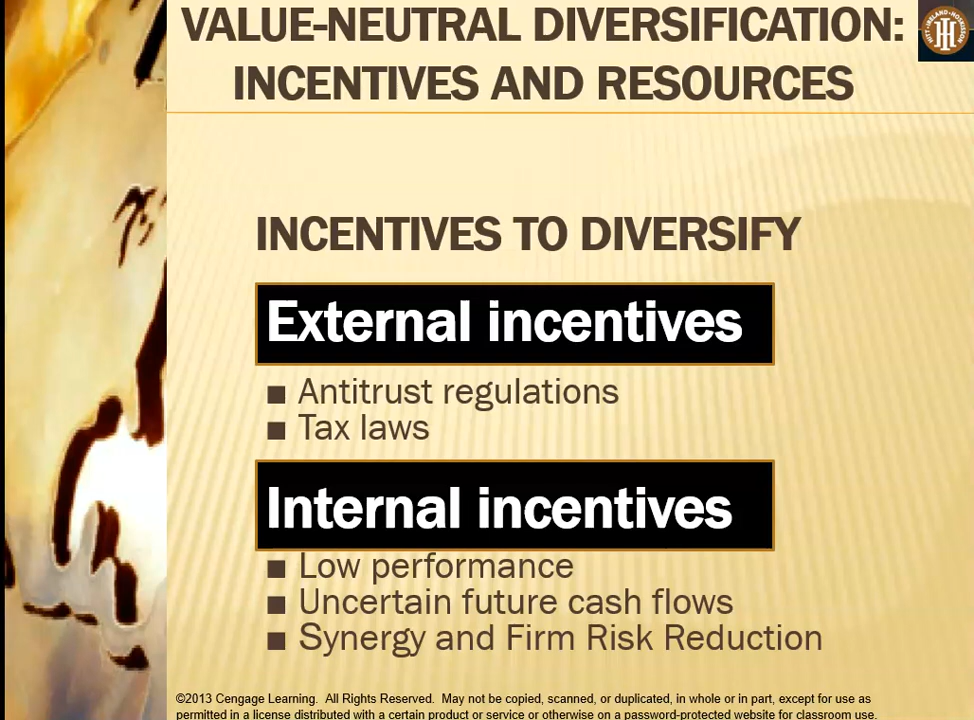 VALUE-NEUTRAL DIVERSIFICATION:
INCENTIVES AND RESOURCES
HITT•IRELAND•HOSKISSON
INCENTIVES TO DIVERSIFY
External incentives
■ Antitrust regulations
■ Tax laws
Internal incentives
■ Low performance
■ Uncertain future cash flows
■ Synergy and Firm Risk Reduction
©2013 Cengage Learning. All Rights Reserved. May not be copied, scanned, or duplicated, in whole or in part, except for use as
permitted in a license distributed with a certain product or service or otherwise on a password-protected website for classroom use.